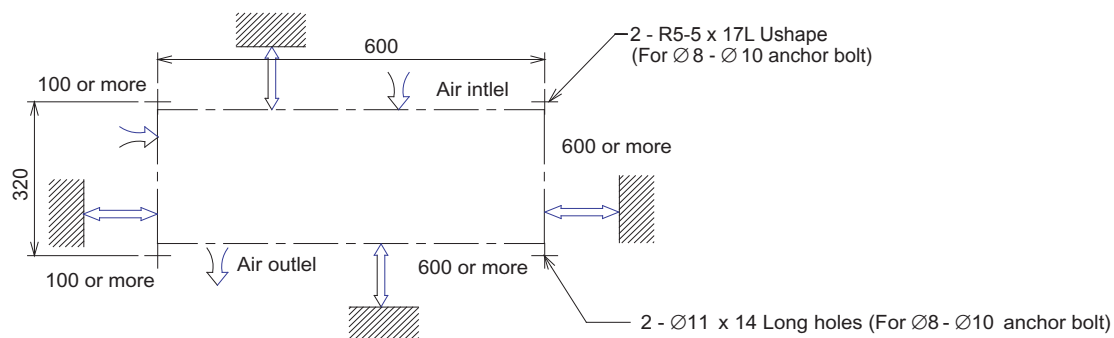 2 - R5-5 x 17L Ushape
(For ∅8 - ∅10 anchor bolt)
600
100 or more
Air intlel
600 or more
320
Air outlel
600 or more
100 or more
2 - ∅11 x 14 Long holes (For ∅8 - ∅10 anchor bolt)